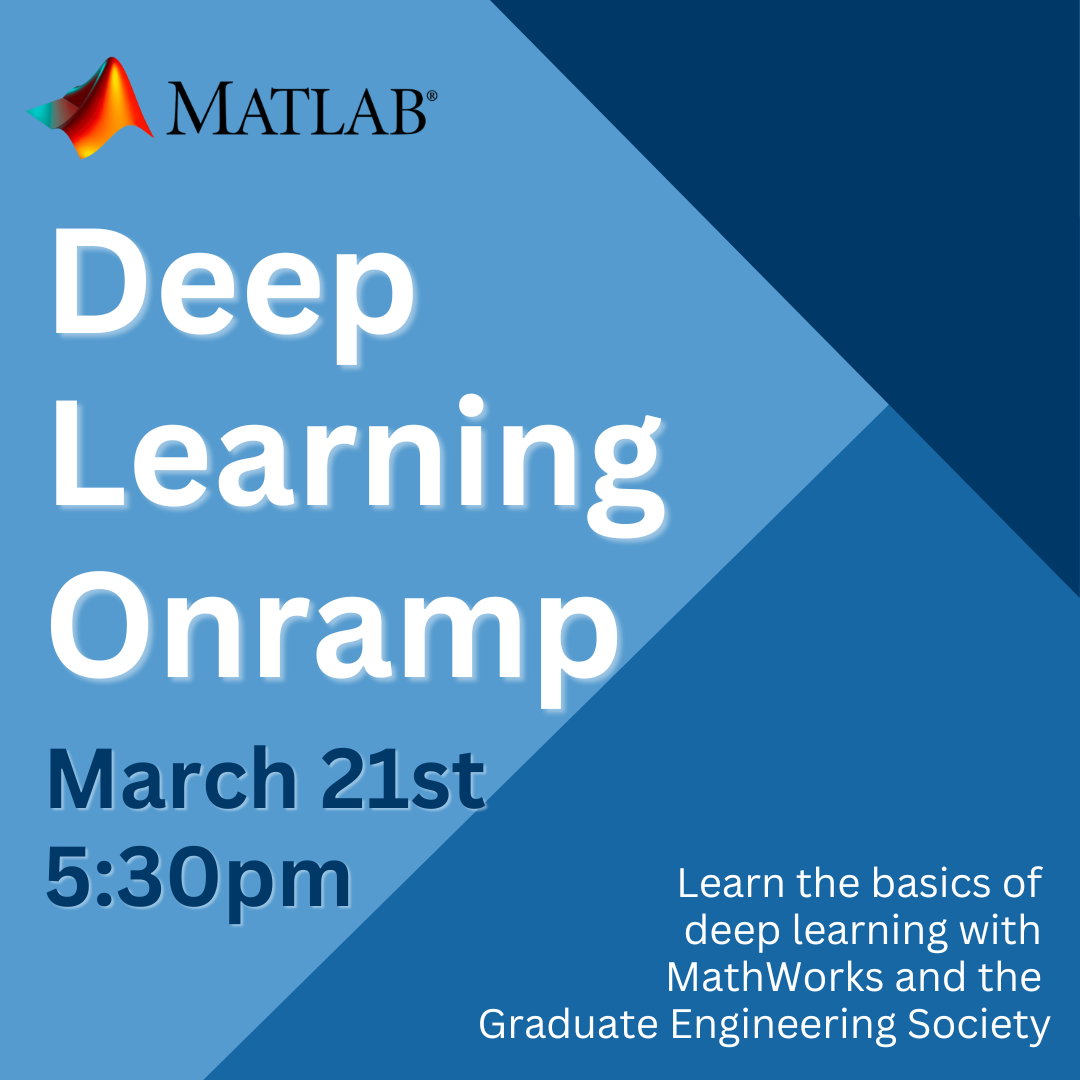 MATLAB®
Deep
Learning
Onramp
March 21st
5:30pm
Learn the basics of
deep learning with
MathWorks and the
Graduate Engineering Society